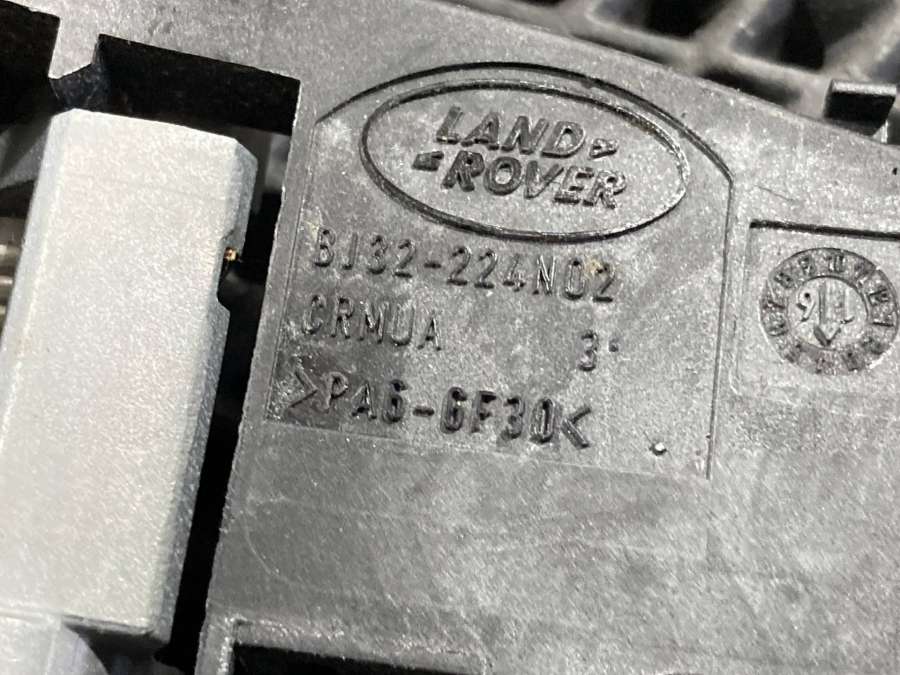 LAND
ROVER
BJ32-224N02
CRMUA 3
>PA6-GF30<